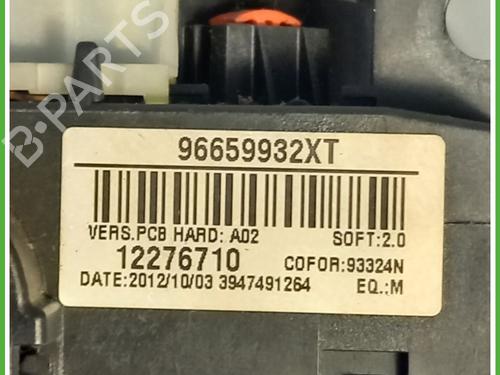 96659932XT
VERS.PCB HARD: A02 SOFT:2.0
12276710 COFOR:93324N
DATE:2012/10/03 3947491264 EQ.:M
B-PARTS